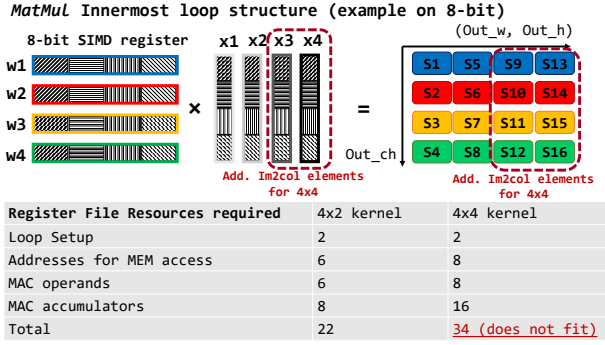 MatMul Innermost loop structure (example on 8-bit)
(Out_w, Out_h)
8-bit SIMD register x1 x2 x3 x4
w1 S1 S5 S9 S13
w2 S2 S6 S10 S14
× =
w3 S3 S7 S11 S15
w4 Out_ch S4 S8 S12 S16
Add. Im2col elements
for 4x4
Add. Im2col elements
for 4x4
Register File Resources required 4x2 kernel 4x4 kernel
Loop Setup 2 2
Addresses for MEM access 6 8
MAC operands 6 8
MAC accumulators 8 16
Total 22 34 (does not fit)